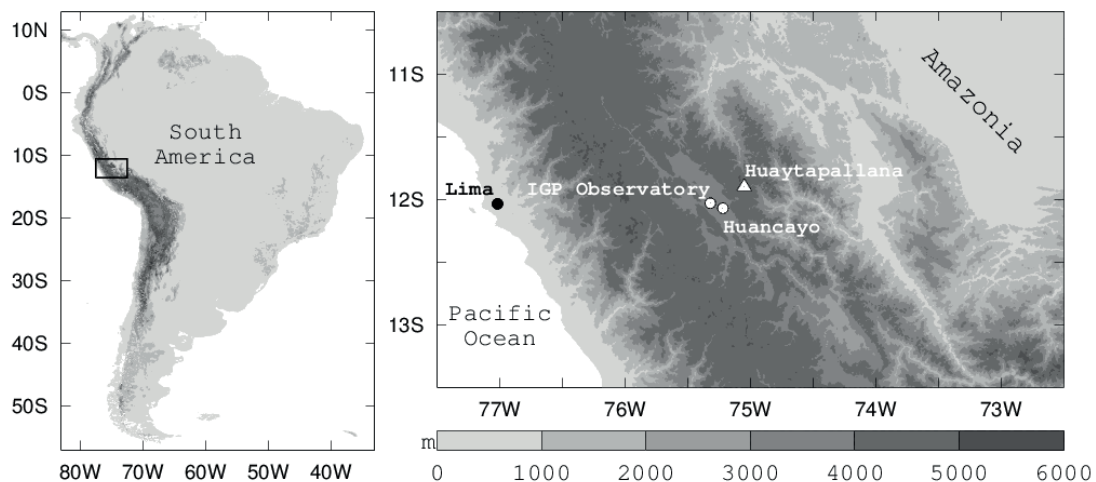 10N
0S
10S
20S
30S
40S
50S
80W 70W 60W 50W 40W
South
America
11S
12S
13S
77W 76W 75W 74W 73W
Amazonia
Huaytapallana
Lima
IGP Observatory
Huancayo
Pacific
Ocean
m
0 1000 2000 3000 4000 5000 6000